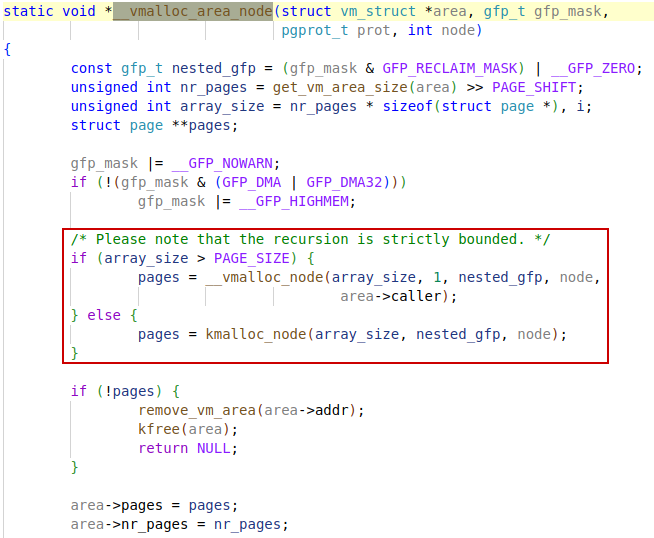 static void *__vmalloc_area_node(struct vm_struct *area, gfp_t gfp_mask,
                                 pgprot_t prot, int node)
{
        const gfp_t nested_gfp = (gfp_mask & GFP_RECLAIM_MASK) | __GFP_ZERO;
        unsigned int nr_pages = get_vm_area_size(area) >> PAGE_SHIFT;
        unsigned int array_size = nr_pages * sizeof(struct page *), i;
        struct page **pages;

        gfp_mask |= __GFP_NOWARN;
        if (!(gfp_mask & (GFP_DMA | GFP_DMA32)))
                gfp_mask |= __GFP_HIGHMEM;

        /* Please note that the recursion is strictly bounded. */
        if (array_size > PAGE_SIZE) {
                pages = __vmalloc_node(array_size, 1, nested_gfp, node,
                                        area->caller);
        } else {
                pages = kmalloc_node(array_size, nested_gfp, node);
        }

        if (!pages) {
                remove_vm_area(area->addr);
                kfree(area);
                return NULL;
        }

        area->pages = pages;
        area->nr_pages = nr_pages;